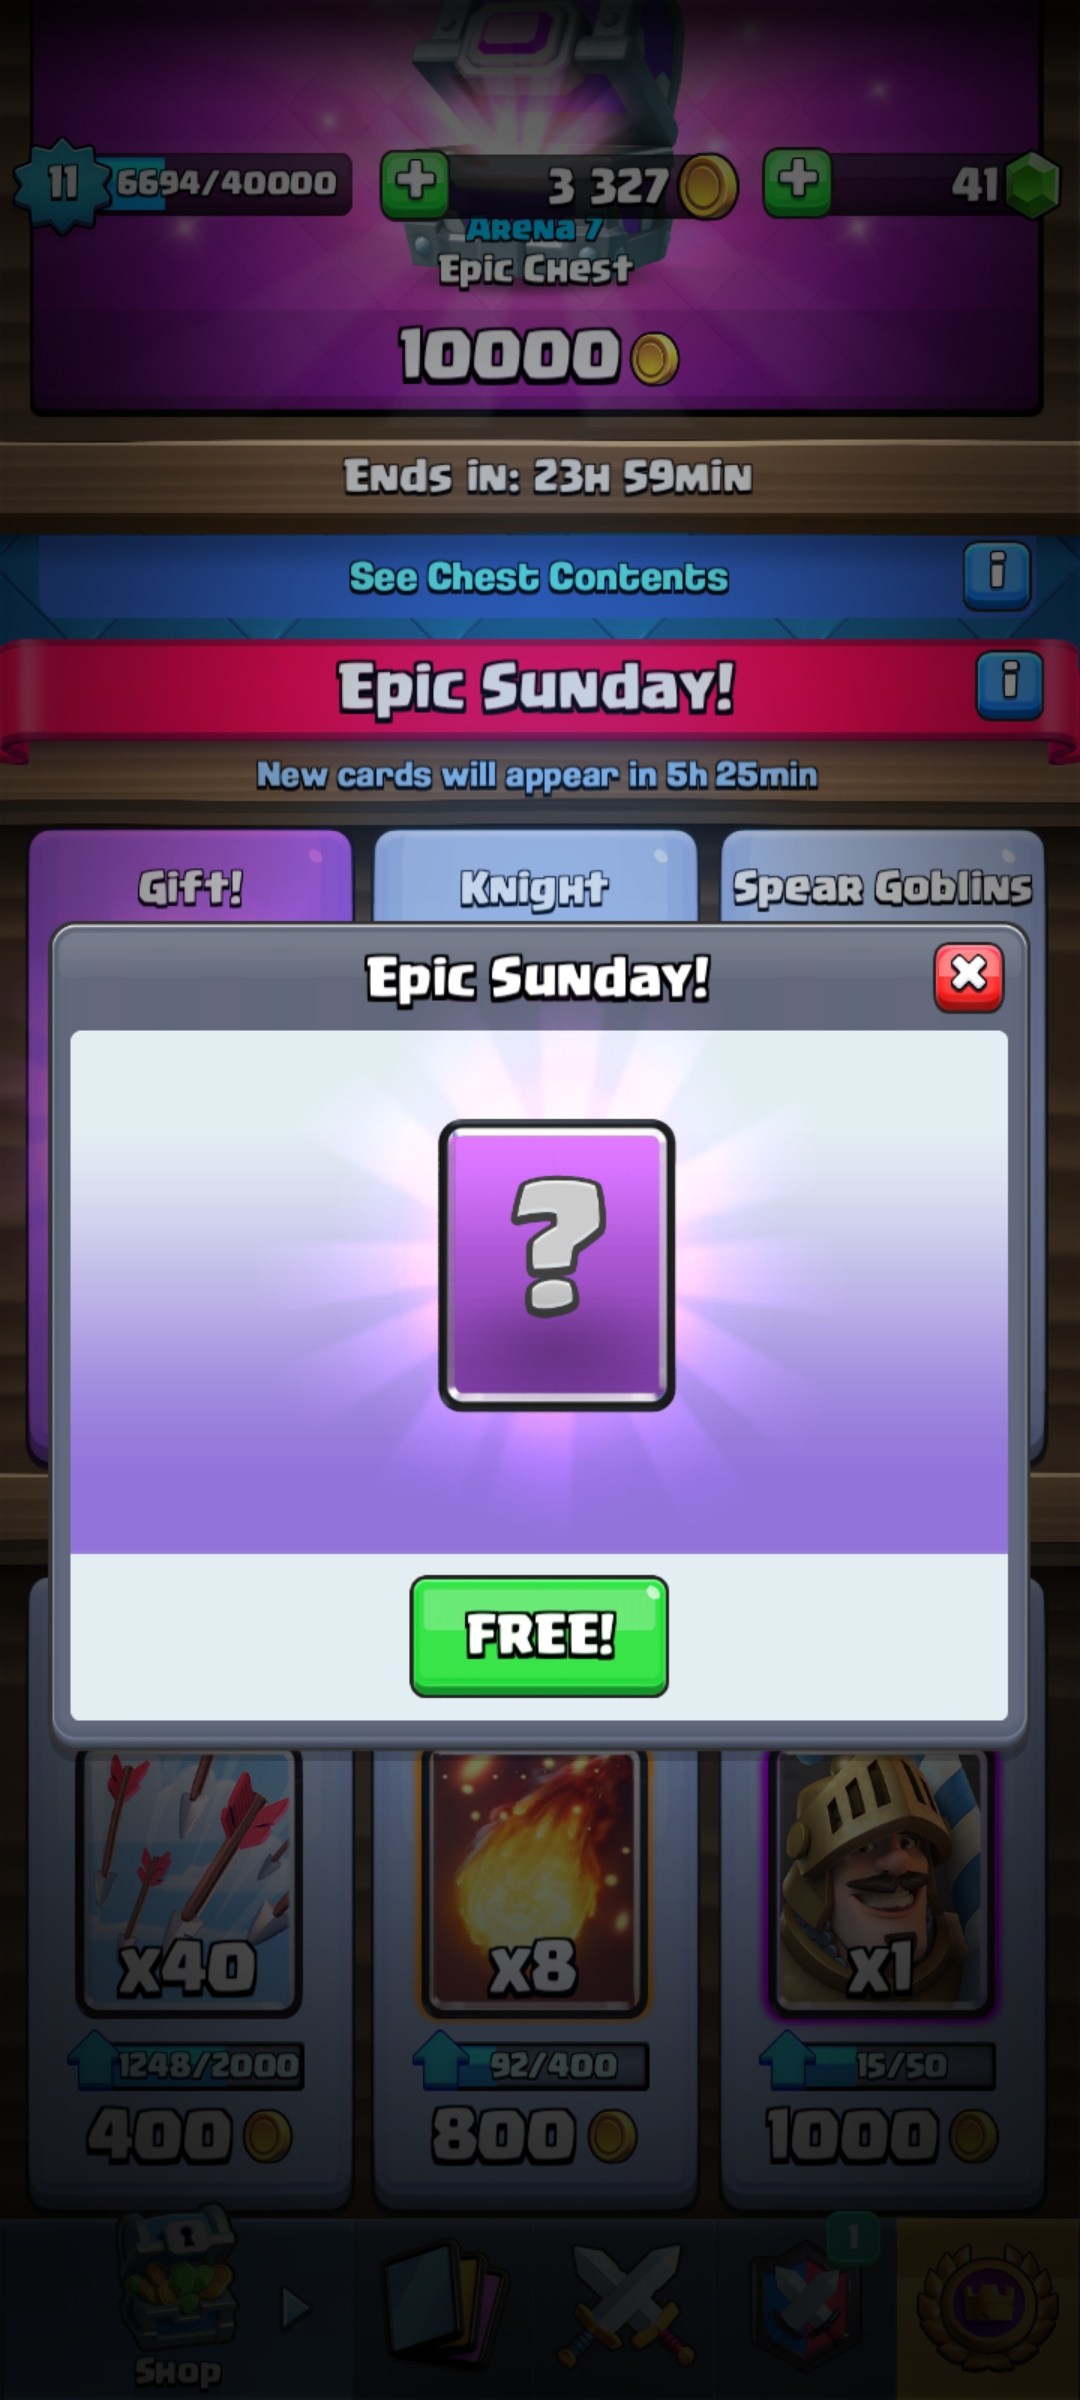 11
6694/40000
3 327
41
Arena 7
Epic Chest
10000
Ends in: 23h 59min
See Chest Contents
i
Epic Sunday!
i
New cards will appear in 5h 25min
Gift!
Knight
Spear Goblins
Epic Sunday!
?
FREE!
x40
x8
x1
1248/2000
92/400
15/50
400
800
1000
1
Shop